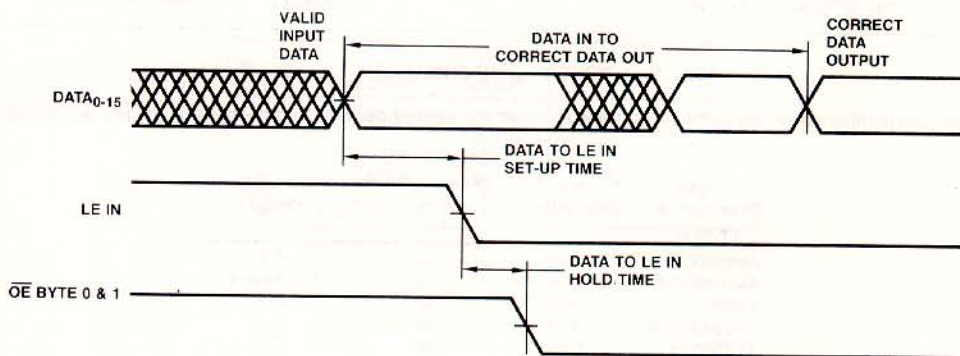 VALID
INPUT
DATA
DATA IN TO
CORRECT DATA OUT
CORRECT
DATA
OUTPUT
DATA0-15
DATA TO LE IN
SET-UP TIME
LE IN
DATA TO LE IN
HOLD TIME
OE BYTE 0 & 1